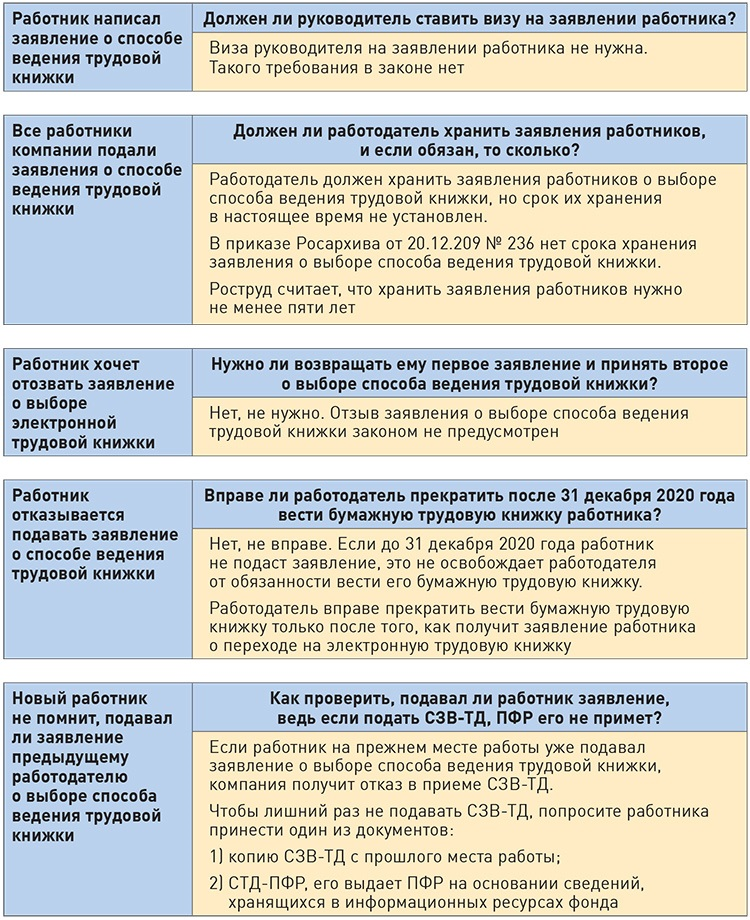 Работник написал
заявление о способе
ведения трудовой
книжки
Должен ли руководитель ставить визу на заявлении работника?
Виза руководителя на заявлении работника не нужна.
Такого требования в законе нет
Все работники
компании подали
заявления о способе
ведения трудовой
книжки
Должен ли работодатель хранить заявления работников,
и если обязан, то сколько?
Работодатель должен хранить заявления работников о выборе
способа ведения трудовой книжки, но срок их хранения
в настоящее время не установлен.
В приказе Росархива от 20.12.209 № 236 нет срока хранения
заявления о выборе способа ведения трудовой книжки.
Роструд считает, что хранить заявления работников нужно
не менее пяти лет
Работник хочет
отозвать заявление
о выборе
электронной
трудовой книжки
Нужно ли возвращать ему первое заявление и принять второе
о выборе способа ведения трудовой книжки?
Нет, не нужно. Отзыв заявления о выборе способа ведения
трудовой книжки законом не предусмотрен
Работник
отказывается
подавать заявление
о способе ведения
трудовой книжки
Вправе ли работодатель прекратить после 31 декабря 2020 года
вести бумажную трудовую книжку работника?
Нет, не вправе. Если до 31 декабря 2020 года работник
не подаст заявление, это не освобождает работодателя
от обязанности вести его бумажную трудовую книжку.
Работодатель вправе прекратить вести бумажную трудовую
книжку только после того, как получит заявление работника
о переходе на электронную трудовую книжку
Новый работник
не помнит, подавал
ли заявление
предыдущему
работодателю
о выборе способа
ведения трудовой
книжки
Как проверить, подавал ли работник заявление,
ведь если подать СЗВ-ТД, ПФР его не примет?
Если работник на прежнем месте работы уже подавал
заявление о выборе способа ведения трудовой книжки,
компания получит отказ в приеме СЗВ-ТД.
Чтобы лишний раз не подавать СЗВ-ТД, попросите работника
принести один из документов:
1) копию СЗВ-ТД с прошлого места работы;
2) СТД-ПФР, его выдает ПФР на основании сведений,
хранящихся в информационных ресурсах фонда